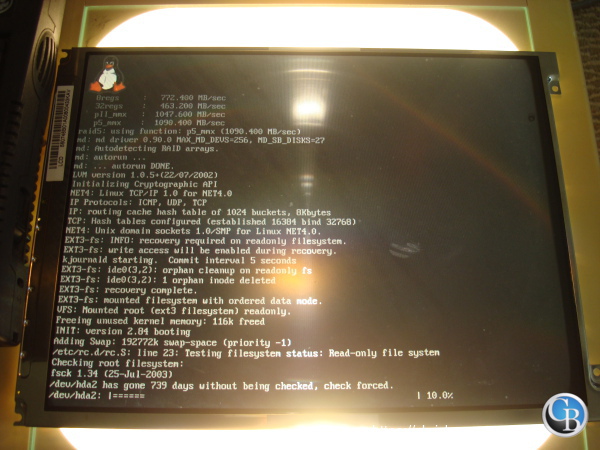 8regs : 772.400 MB/sec
32regs : 463.200 MB/sec
pII_mmx : 1047.600 MB/sec
p5_mmx : 1090.400 MB/sec
raid5: using function: p5_mmx (1090.400 MB/sec)
md: md driver 0.90.0 MAX_MD_DEVS=256, MD_SB_DISKS=27
md: Autodetecting RAID arrays.
md: autorun ...
md: ... autorun DONE.
LVM version 1.0.5+(22/07/2002)
Initializing Cryptographic API
NET4: Linux TCP/IP 1.0 for NET4.0
IP Protocols: ICMP, UDP, TCP
IP: routing cache hash table of 1024 buckets, 8Kbytes
TCP: Hash tables configured (established 16384 bind 32768)
NET4: Unix domain sockets 1.0/SMP for Linux NET4.0.
EXT3-fs: INFO: recovery required on readonly filesystem.
EXT3-fs: write access will be enabled during recovery.
kjournald starting. Commit interval 5 seconds
EXT3-fs: ide0(3,2): orphan cleanup on readonly fs
EXT3-fs: ide0(3,2): 1 orphan inode deleted
EXT3-fs: recovery complete.
EXT3-fs: mounted filesystem with ordered data mode.
VFS: Mounted root (ext3 filesystem) readonly.
Freeing unused kernel memory: 116k freed
INIT: version 2.84 booting
Adding Swap: 192772k swap-space (priority -1)
/etc/rc.d/rc.S: line 23: Testing filesystem status: Read-only file system
Checking root filesystem:
fsck 1.34 (25-Jul-2003)
/dev/hda2 has gone 739 days without being checked, check forced.
/dev/hda2: |====== | 10.0%
CB